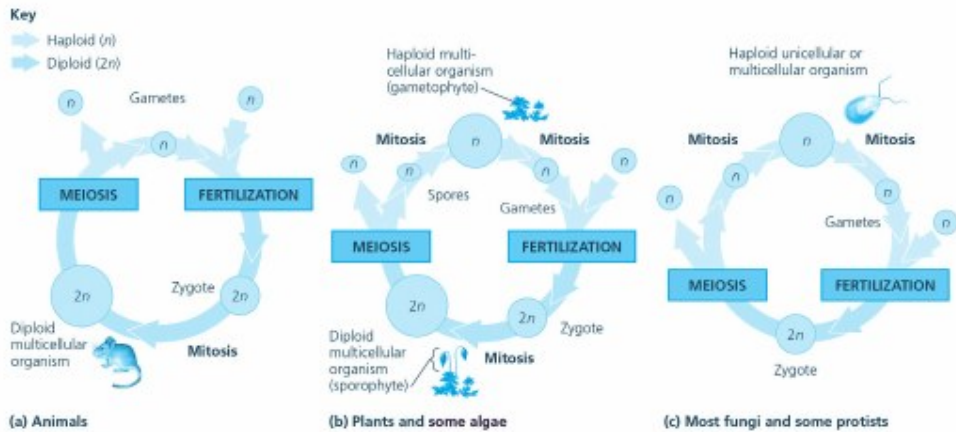 Key
Haploid (n)
Diploid (2n)
n
Gametes
n
n
MEIOSIS
FERTILIZATION
2n
Zygote
2n
Diploid
multicellular
organism
Mitosis
(a) Animals
Haploid multi-
cellular organism
(gametophyte)
Mitosis
n
Mitosis
n
n
n
n
Spores
Gametes
MEIOSIS
FERTILIZATION
2n
2n
Zygote
Diploid
multicellular
organism
(sporophyte)
Mitosis
(b) Plants and some algae
Haploid unicellular or
multicellular organism
Mitosis
n
Mitosis
n
n
n
Gametes
n
MEIOSIS
FERTILIZATION
2n
Zygote
(c) Most fungi and some protists